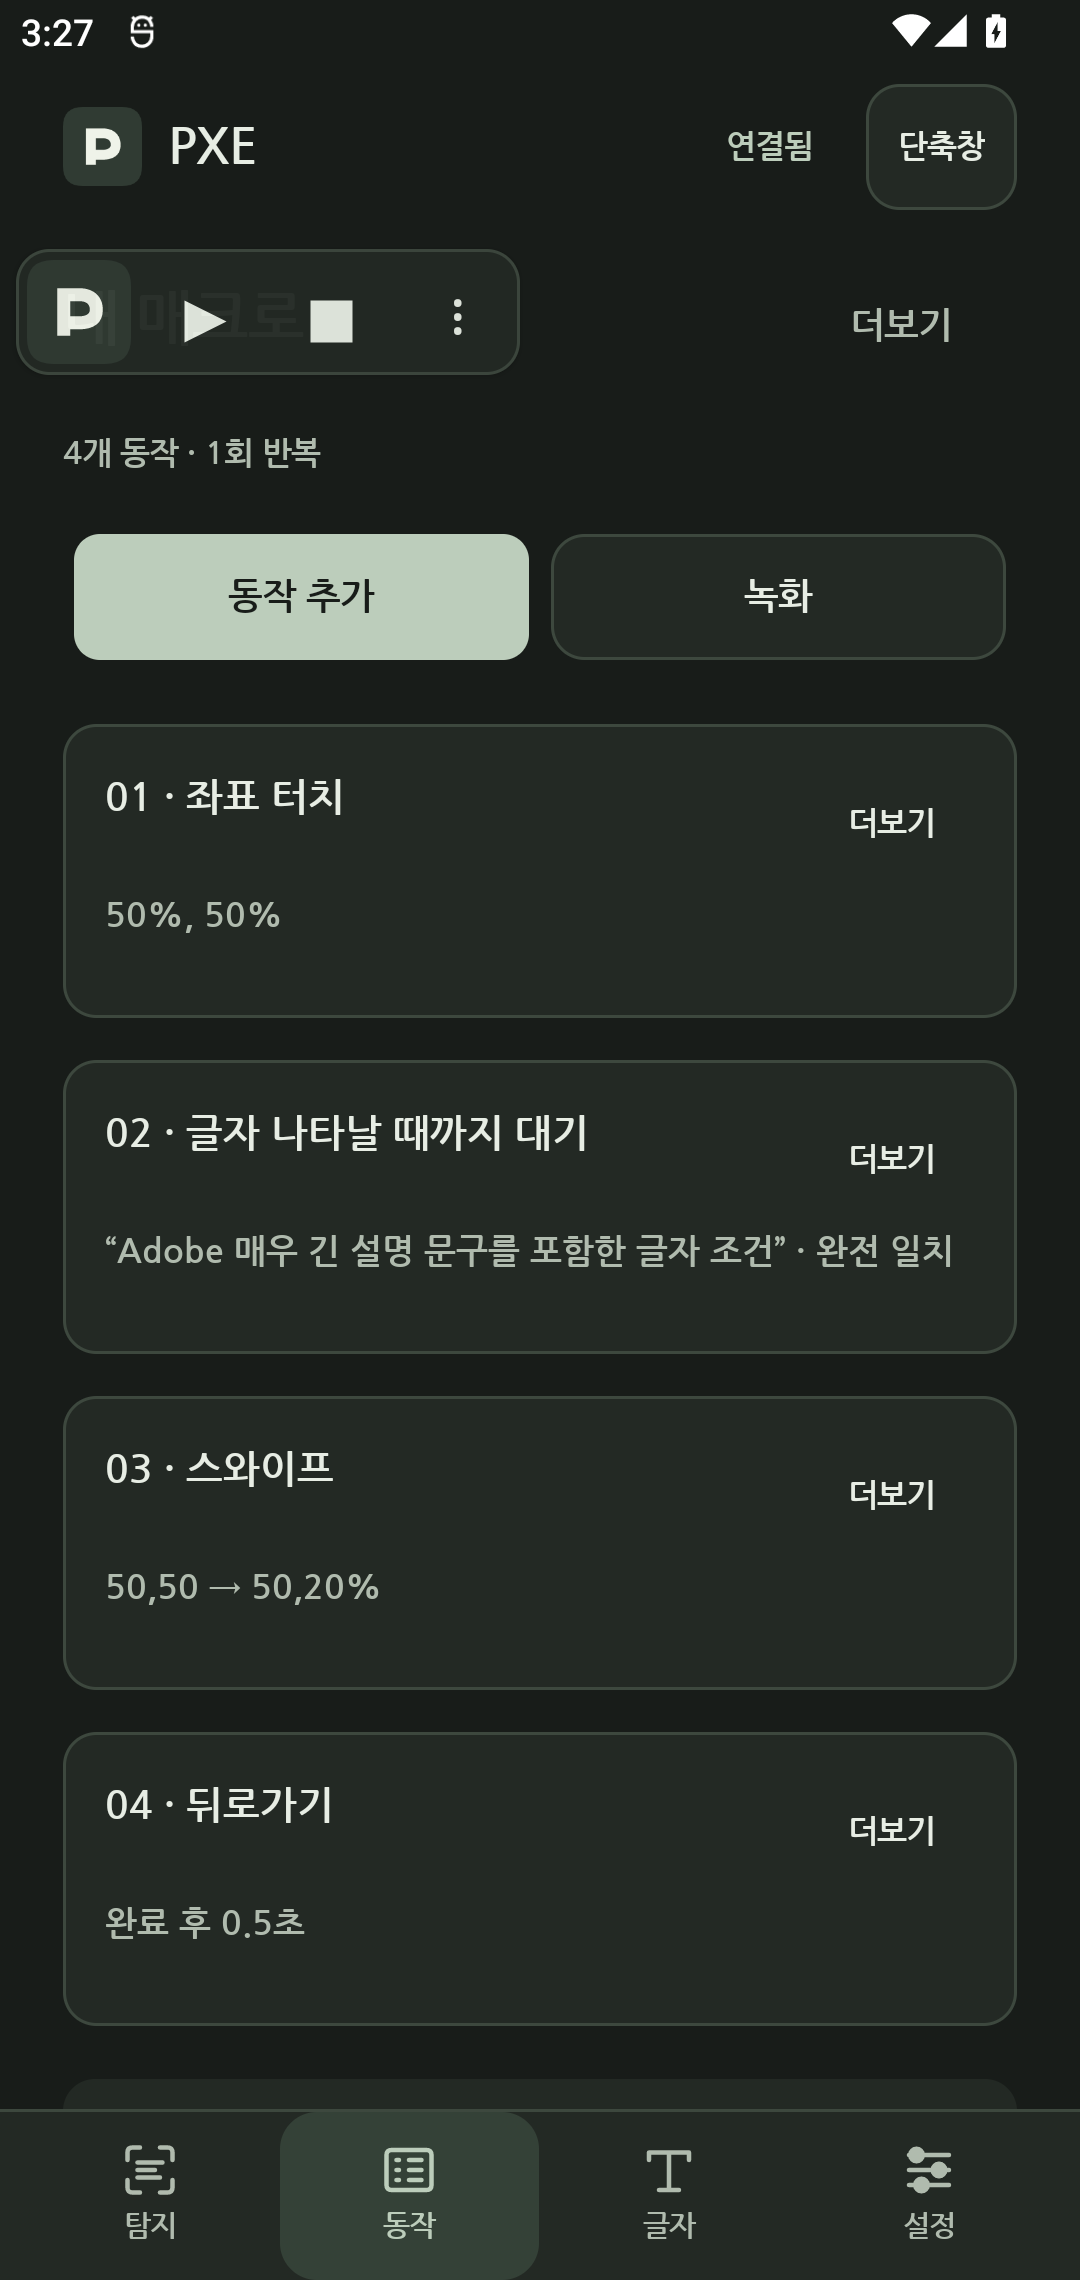 3:27
P PXE
연결됨
단축창
P
내 매크로
더보기
4개 동작 · 1회 반복
동작 추가
녹화
01 · 좌표 터치
더보기
50%, 50%
02 · 글자 나타날 때까지 대기
더보기
“Adobe 매우 긴 설명 문구를 포함한 글자 조건” · 완전 일치
03 · 스와이프
더보기
50,50 → 50,20%
04 · 뒤로가기
더보기
완료 후 0.5초
탐지
동작
글자
설정